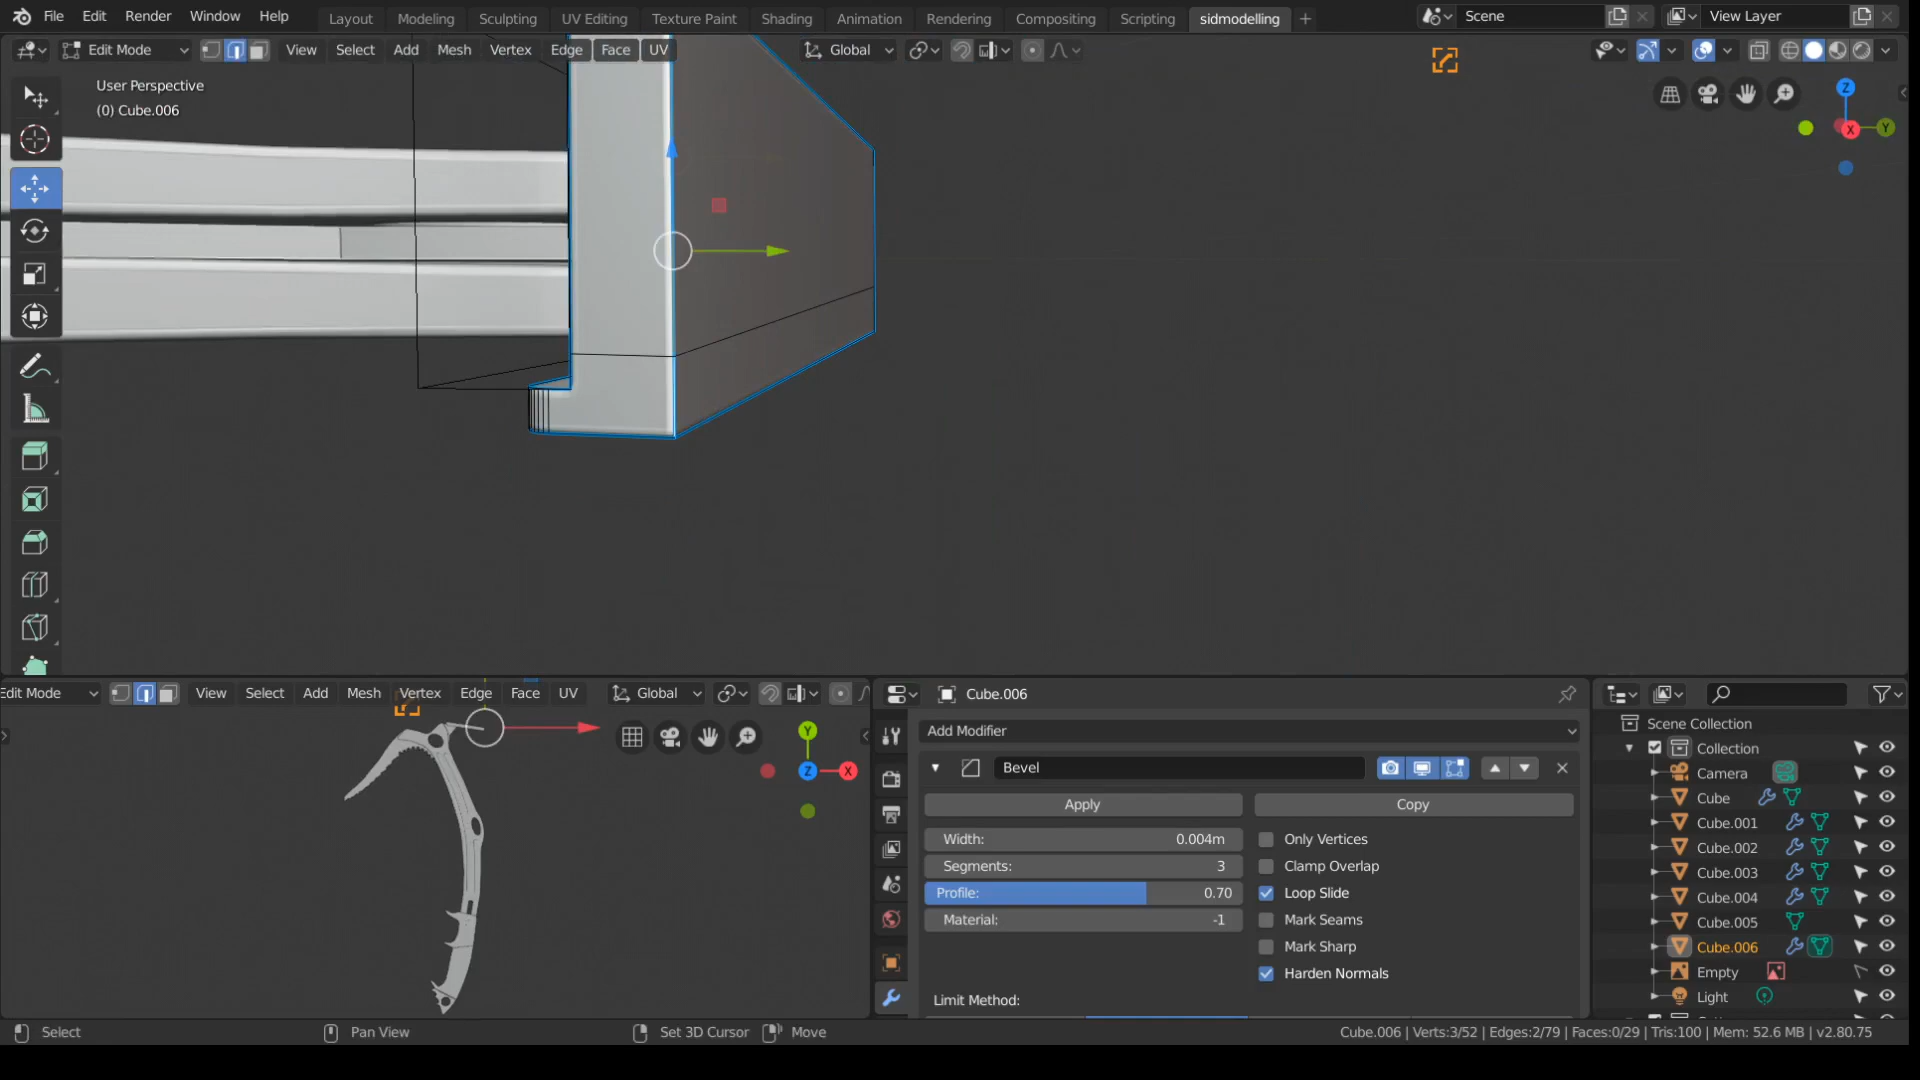 File Edit Render Window Help Layout Modeling Sculpting UV Editing Texture Paint Shading Animation Rendering Compositing Scripting sidmodelling + Scene View Layer
Edit Mode View Select Add Mesh Vertex Edge Face UV Global
User Perspective
(0) Cube.006
Z
X
Y
Edit Mode View Select Add Mesh Vertex Edge Face UV Global
Y
Z
X
Cube.006
Add Modifier
Bevel
Apply Copy
Width: 0.004m Only Vertices
Segments: 3 Clamp Overlap
Profile: 0.70 Loop Slide
Material: -1 Mark Seams
Mark Sharp
Harden Normals
Limit Method:
Scene Collection
Collection
Camera
Cube
Cube.001
Cube.002
Cube.003
Cube.004
Cube.005
Cube.006
Empty
Light
Select Pan View Set 3D Cursor Move Cube.006 | Verts:3/52 | Edges:2/79 | Faces:0/29 | Tris:100 | Mem: 52.6 MB | v2.80.75